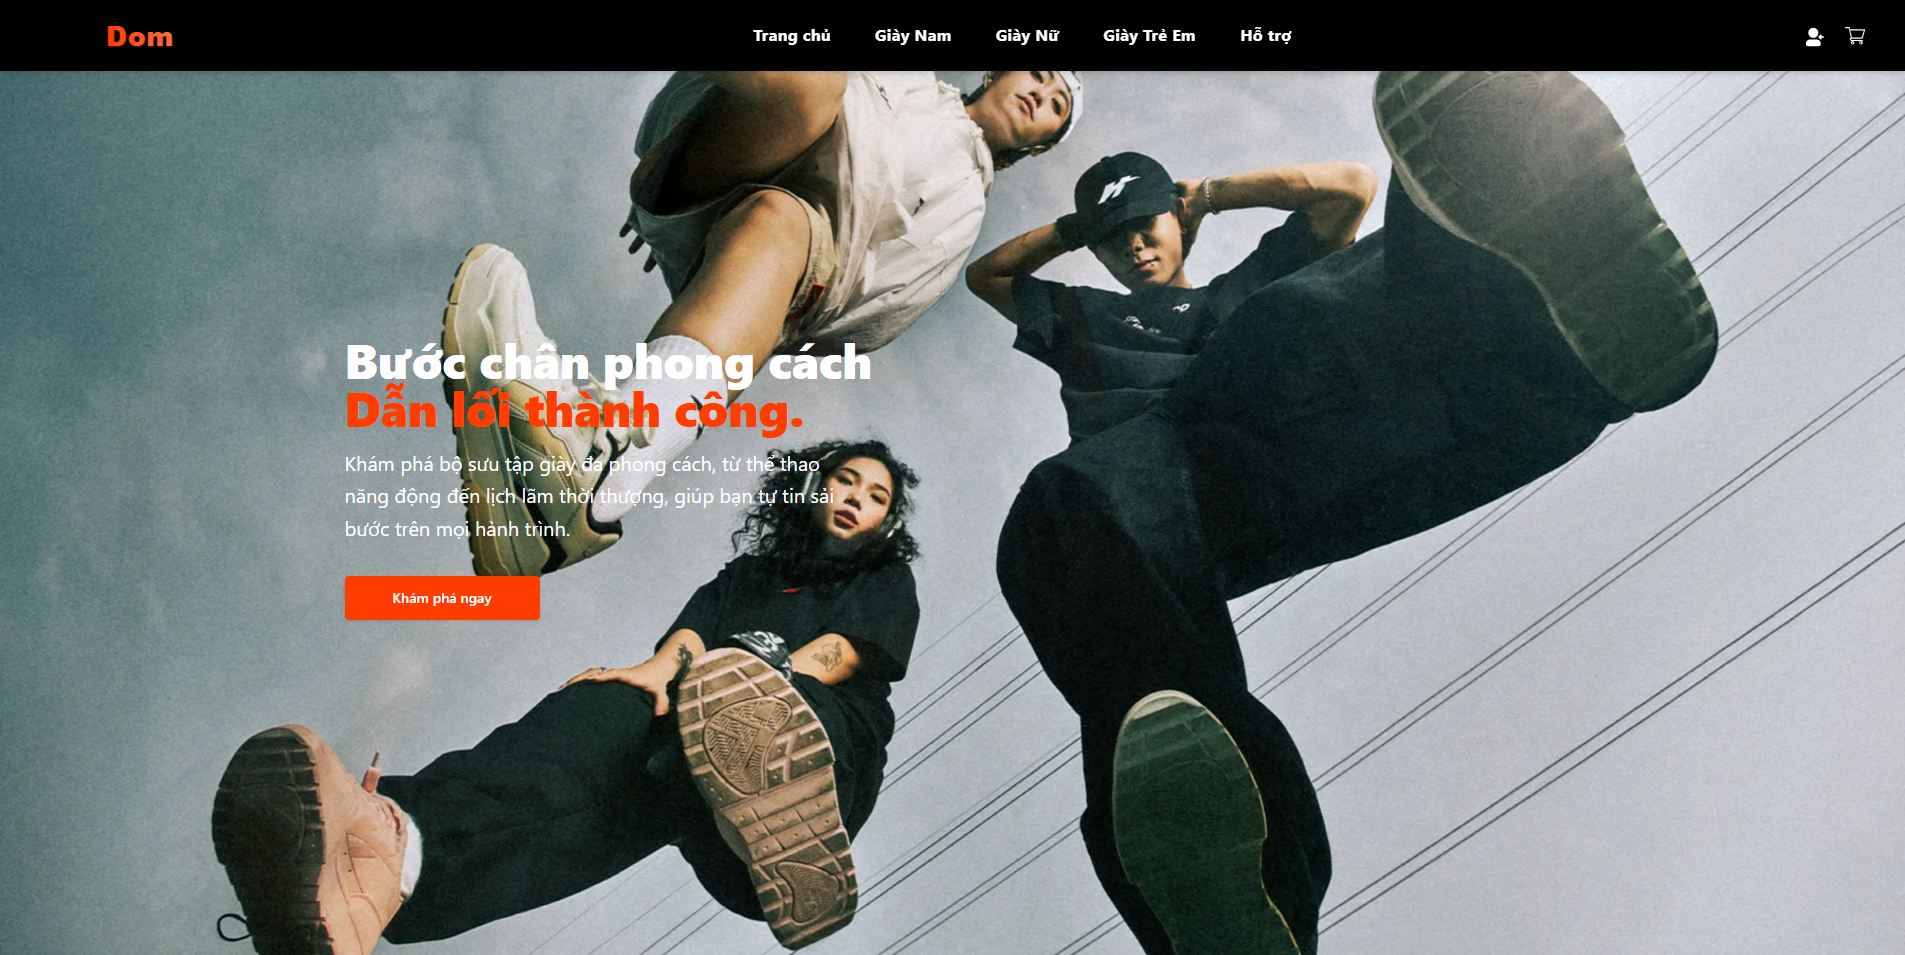 Dom
Trang chủ
Giày Nam
Giày Nữ
Giày Trẻ Em
Hỗ trợ
Bước chân phong cách
Dẫn lối thành công.
Khám phá bộ sưu tập giày đa phong cách, từ thể thao
năng động đến lịch lãm thời thượng, giúp bạn tự tin sải
bước trên mọi hành trình.
Khám phá ngay